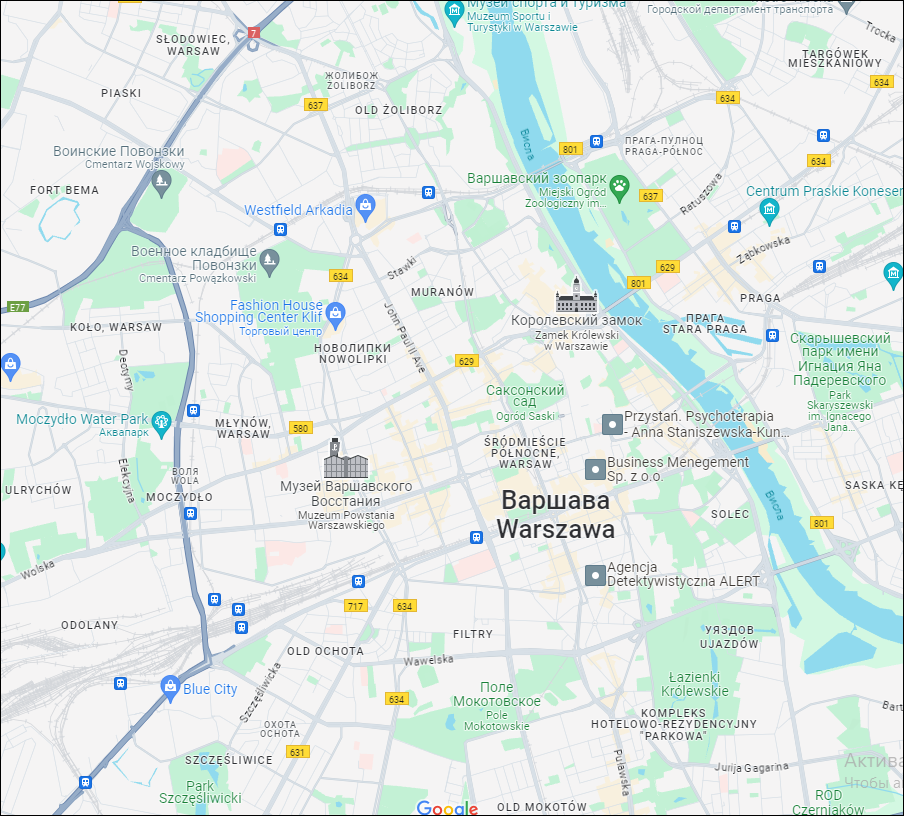 Музей спорта и туризма
Muzeum Sportu i
Turystyki w Warszawie
Городской департамент транспорта
SŁODOWIEC,
WARSAW
7
Trocka
TARGÓWEK
MIESZKANIOWY
PIASKI
ЖОЛИБОЖ
ŻOLIBORZ
637
OLD ŻOLIBORZ
634
634
Висла
801
ПРАГА-ПУЛНОЦ
PRAGA-PÓŁNOC
634
Воинские Повонзки
Cmentarz Wojskowy
FORT BEMA
Варшавский зоопарк
Miejski Ogród
Zoologiczny im...
637
Ratuszowa
Centrum Praskie Koneser
Westfield Arkadia
Военное кладбище
Повонзки
Cmentarz Powązkowski
634
Stawki
Ząbkowska
629
801
MURANÓW
PRAGA
E77
Fashion House
Shopping Center Klif
Торговый центр
John Paul II Ave
Королевский замок
Zamek Królewski
w Warszawie
ПРАГА
STARA PRAGA
KOŁO, WARSAW
НОВОЛИПКИ
NOWOLIPKI
629
Скарышевский
парк имени
Игнация Яна
Падеревского
Park
Skaryszewski
im. Ignacego
Jana...
Deotymy
Саксонский
сад
Ogród Saski
Moczydło Water Park
Аквапарк
MŁYNÓW,
WARSAW
580
Przystań. Psychoterapia
- Anna Staniszewska-Kun...
ŚRÓDMIEŚCIE
PÓŁNOCNE,
WARSAW
Business Menegement
Sp. z o.o.
Elekcyjna
ВОЛЯ
WOLA
ULRYCHÓW
MOCZYDŁO
Музей Варшавского
Восстания
Muzeum Powstania
Warszawskiego
Варшава
Warszawa
SASKA KĘ
Висла
SOLEC
801
Wolska
Агенция
Detektywistyczna ALERT
717
634
ODOLANY
FILTRY
УЯЗДОВ
UJAZDÓW
OLD OCHOTA
Wawelska
Blue City
Szczęśliwicka
634
Поле
Мокотовское
Pole
Mokotowskie
Łazienki
Królewskie
КОМПЛЕКС
HOTELOWO-REZYDENCYJNY
"PARKOWA"
Bart
ОХОТА
OCHOTA
631
SZCZĘŚLIWICE
Park
Szczęśliwicki
Puławska
Jurija Gagarina
Актива
Чтобы а
Google
OLD MOKOTÓW
ROD
Czerniaków